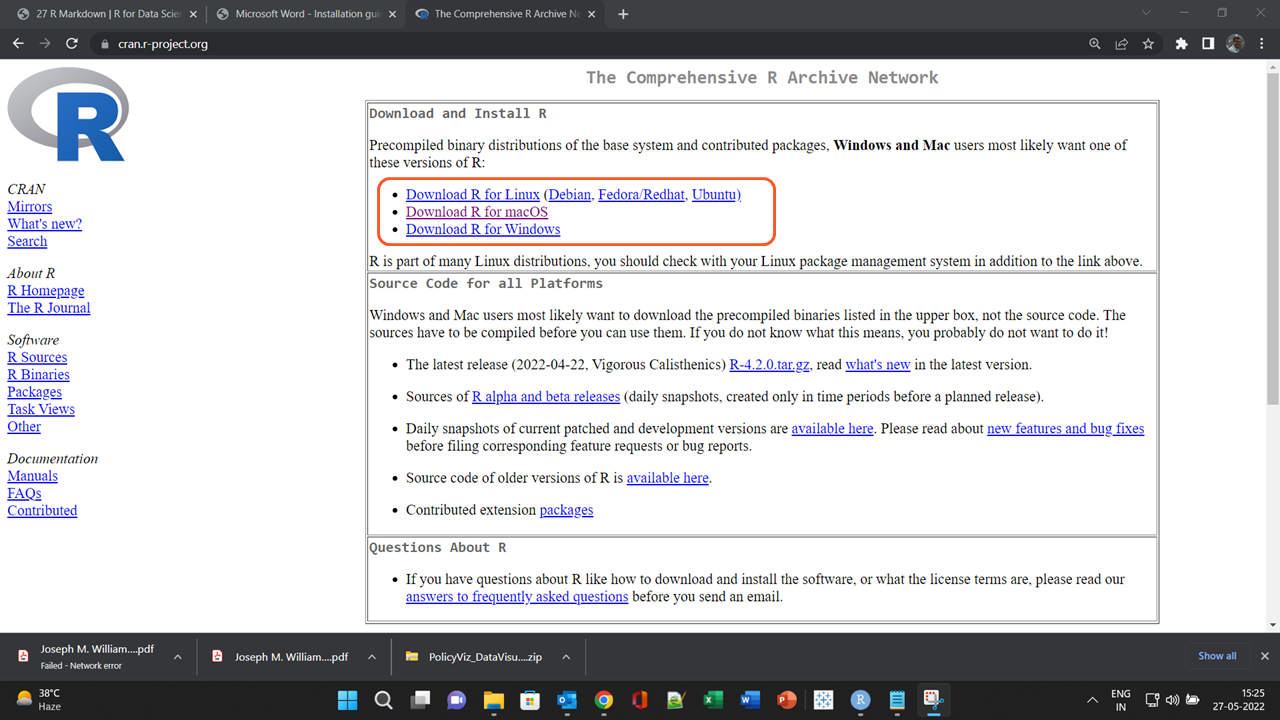 27 R Markdown | R for Data Scien
Microsoft Word - Installation gui
The Comprehensive R Archive Ne
cran.r-project.org
R
CRAN
Mirrors
What's new?
Search
About R
R Homepage
The R Journal
Software
R Sources
R Binaries
Packages
Task Views
Other
Documentation
Manuals
FAQs
Contributed
The Comprehensive R Archive Network
Download and Install R
Precompiled binary distributions of the base system and contributed packages, Windows and Mac users most likely want one of
these versions of R:
• Download R for Linux (Debian, Fedora/Redhat, Ubuntu)
• Download R for macOS
• Download R for Windows
R is part of many Linux distributions, you should check with your Linux package management system in addition to the link above.
Source Code for all Platforms
Windows and Mac users most likely want to download the precompiled binaries listed in the upper box, not the source code. The
sources have to be compiled before you can use them. If you do not know what this means, you probably do not want to do it!
• The latest release (2022-04-22, Vigorous Calisthenics) R-4.2.0.tar.gz, read what's new in the latest version.
• Sources of R alpha and beta releases (daily snapshots, created only in time periods before a planned release).
• Daily snapshots of current patched and development versions are available here. Please read about new features and bug fixes
before filing corresponding feature requests or bug reports.
• Source code of older versions of R is available here.
• Contributed extension packages
Questions About R
• If you have questions about R like how to download and install the software, or what the license terms are, please read our
answers to frequently asked questions before you send an email.
Joseph M. William....pdf
Failed - Network error
Joseph M. William....pdf
PolicyViz_DataVisu....zip
Show all
38°C
Haze
ENG
IN
15:25
27-05-2022